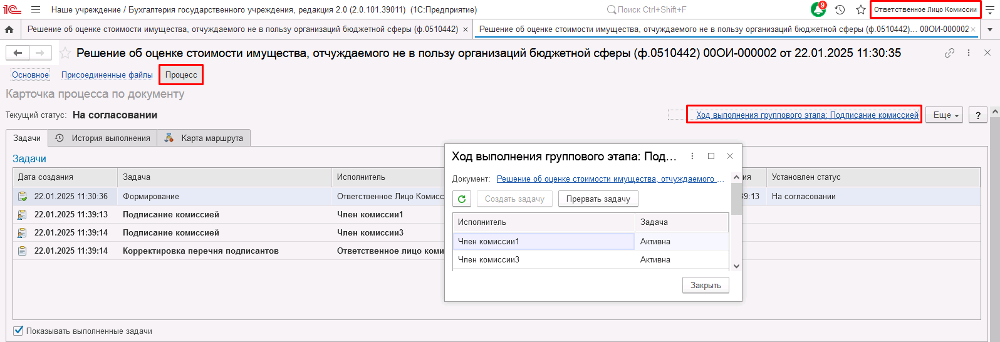 1С Наше учреждение / Бухгалтерия государственного учреждения, редакция 2.0 (2.0.101.39011) (1С:Предприятие) Поиск Ctrl+Shift+F 9 Ответственное Лицо Комиссии
Решение об оценке стоимости имущества, отчуждаемого не в пользу организаций бюджетной сферы (ф.0510442) × Решение об оценке стоимости имущества, отчуждаемого не в пользу организаций бюджетной сферы (ф.0510442)... 00ОИ-000002 ×
Решение об оценке стоимости имущества, отчуждаемого не в пользу организаций бюджетной сферы (ф.0510442) 00ОИ-000002 от 22.01.2025 11:30:35
Основное Присоединенные файлы Процесс
Карточка процесса по документу
Текущий статус: На согласовании Ход выполнения группового этапа: Подписание комиссией Еще ?
Задачи История выполнения Карта маршрута
Задачи
Дата создания Задача Исполнитель ия Установлен статус
22.01.2025 11:30:36 Формирование Ответственное Лицо Комисс 39:13 На согласовании
22.01.2025 11:39:13 Подписание комиссией Член комиссии1
22.01.2025 11:39:14 Подписание комиссией Член комиссии3
22.01.2025 11:39:14 Корректировка перечня подписантов Ответственное лицо коми
Показывать выполненные задачи
Ход выполнения группового этапа: Под...
Документ: Решение об оценке стоимости имущества, отчуждаемого ...
Создать задачу Прервать задачу
Исполнитель Задача
Член комиссии1 Активна
Член комиссии3 Активна
Закрыть